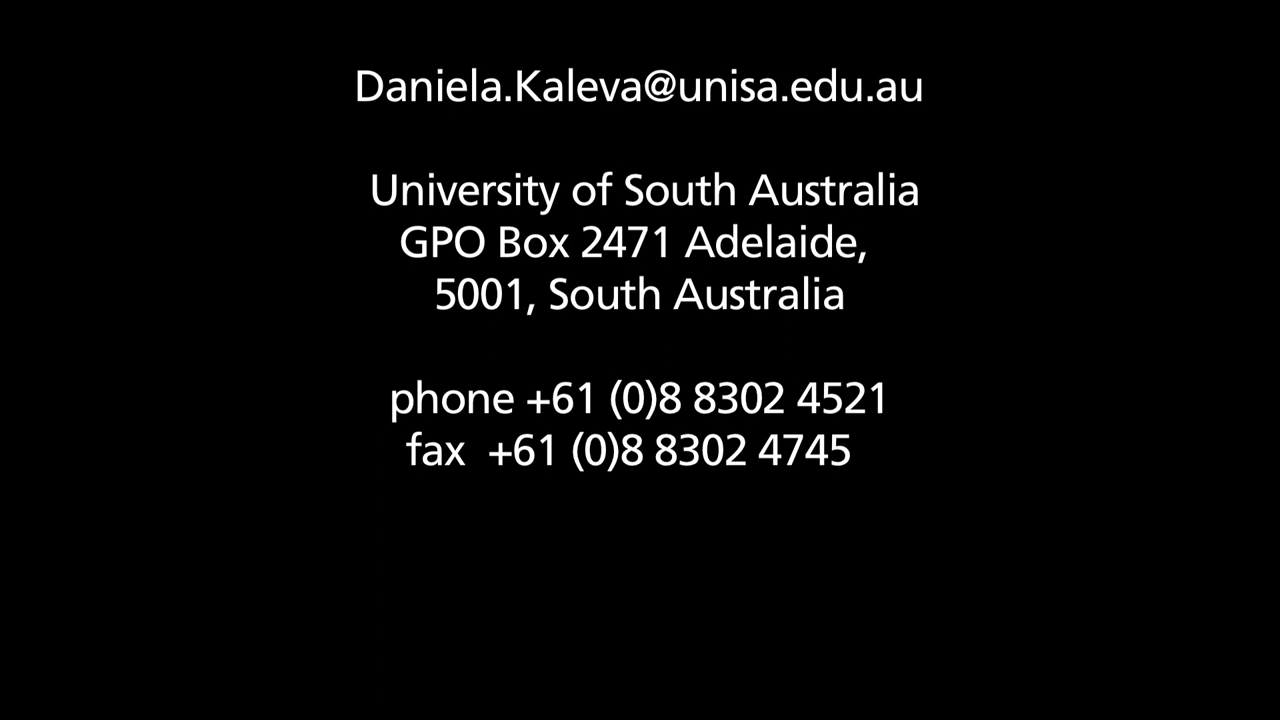 Daniela.Kaleva@unisa.edu.au
University of South Australia
GPO Box 2471 Adelaide,
5001, South Australia
phone +61 (0)8 8302 4521
fax +61 (0)8 8302 4745